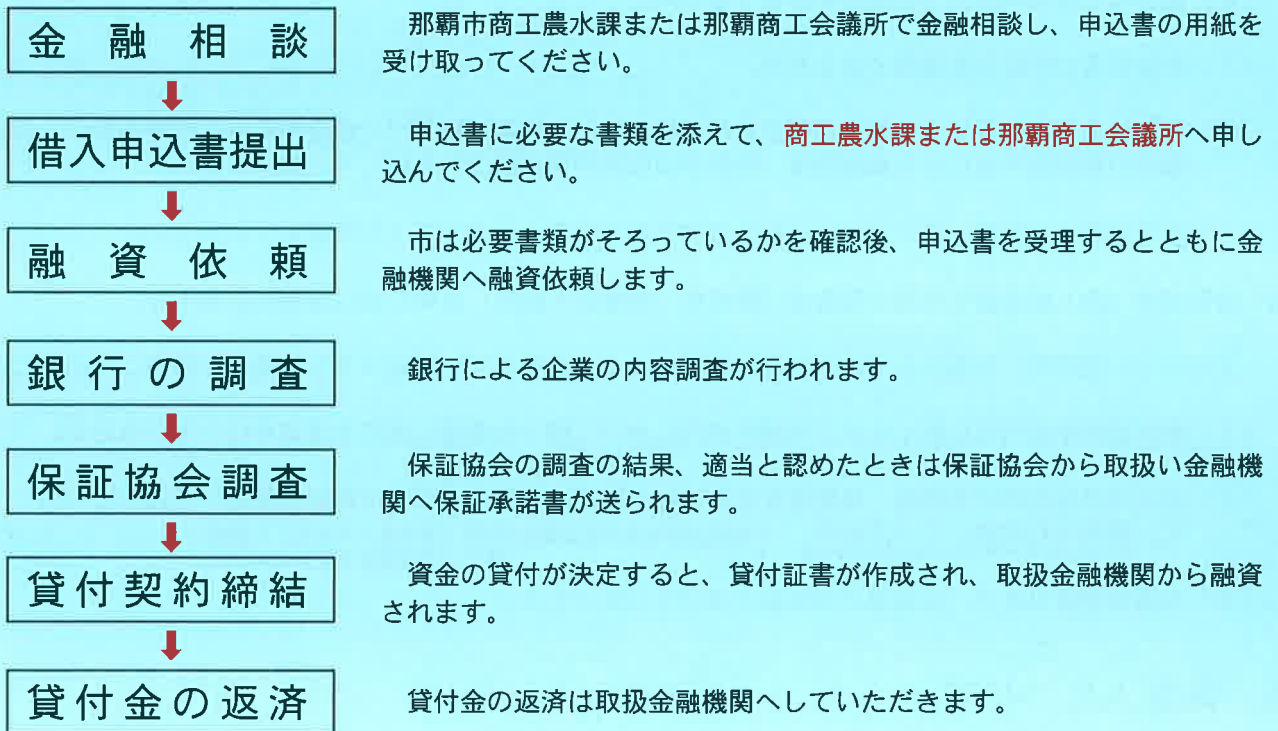 金融相談
那覇市商工農水課または那覇商工会議所で金融相談し、申込書の用紙を
受け取ってください。
借入申込書提出
申込書に必要な書類を添えて、商工農水課または那覇商工会議所へ申し
込んでください。
融資依頼
市は必要書類がそろっているかを確認後、申込書を受理するとともに金
融機関へ融資依頼します。
銀行の調査
銀行による企業の内容調査が行われます。
保証協会調査
保証協会の調査の結果、適当と認めたときは保証協会から取扱い金融機
関へ保証承諾書が送られます。
貸付契約締結
資金の貸付が決定すると、貸付証書が作成され、取扱金融機関から融資
されます。
貸付金の返済
貸付金の返済は取扱金融機関へしていただきます。